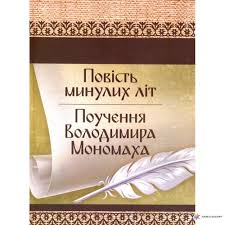 Повість
минулих літ
Поучення
Володимира
Мономаха